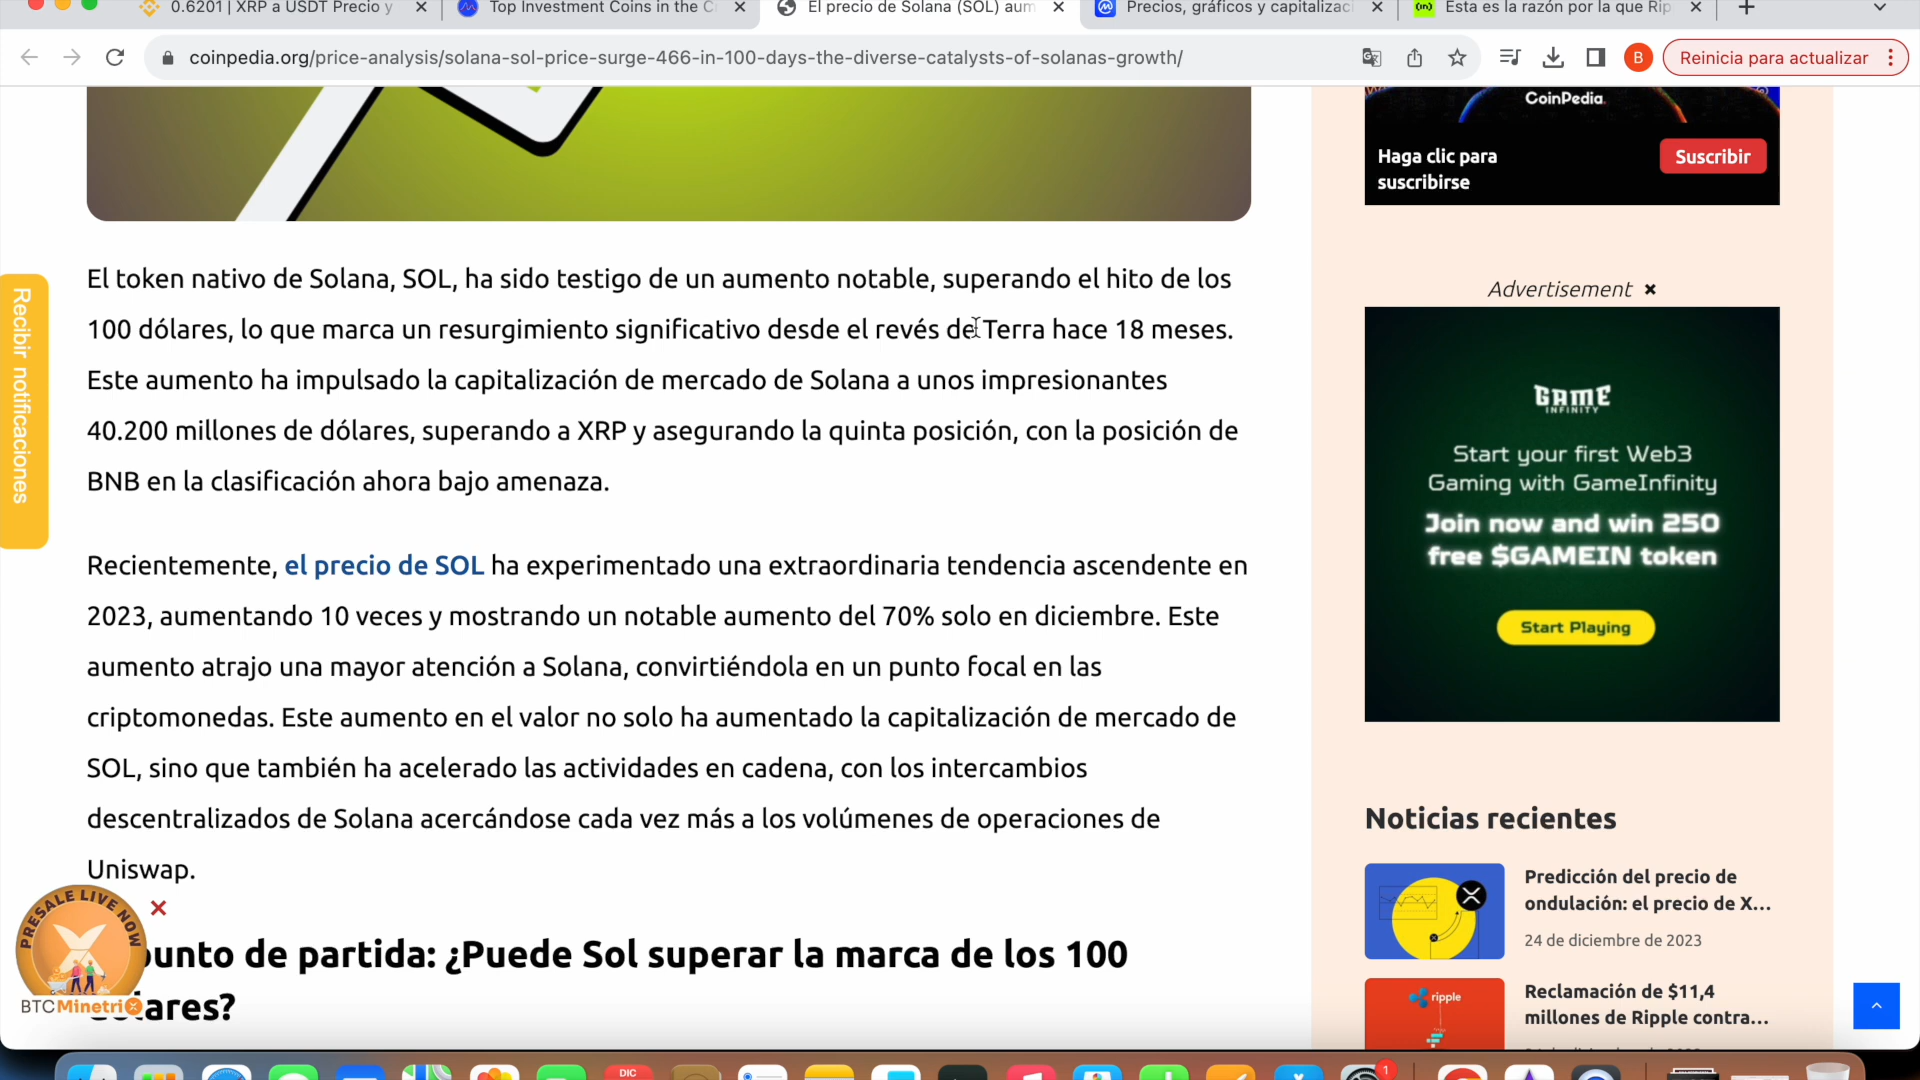 0.6201 | XRP a USDT Precio y
Top Investment Coins in the C
El precio de Solana (SOL) aum
Precios, gráficos y capitalizac
Esta es la razón por la que Rip
coinpedia.org/price-analysis/solana-sol-price-surge-466-in-100-days-the-diverse-catalysts-of-solanas-growth/
B
Reinicia para actualizar
CoinPedia
Haga clic para
suscribirse
Suscribir
Recibir notificaciones
El token nativo de Solana, SOL, ha sido testigo de un aumento notable, superando el hito de los
100 dólares, lo que marca un resurgimiento significativo desde el revés de Terra hace 18 meses.
Este aumento ha impulsado la capitalización de mercado de Solana a unos impresionantes
40.200 millones de dólares, superando a XRP y asegurando la quinta posición, con la posición de
BNB en la clasificación ahora bajo amenaza.
Recientemente, el precio de SOL ha experimentado una extraordinaria tendencia ascendente en
2023, aumentando 10 veces y mostrando un notable aumento del 70% solo en diciembre. Este
aumento atrajo una mayor atención a Solana, convirtiéndola en un punto focal en las
criptomonedas. Este aumento en el valor no solo ha aumentado la capitalización de mercado de
SOL, sino que también ha acelerado las actividades en cadena, con los intercambios
descentralizados de Solana acercándose cada vez más a los volúmenes de operaciones de
Uniswap.
punto de partida: ¿Puede Sol superar la marca de los 100
PRESALE LIVE NOW
BTCMinetrix
Advertisement
GAME
INFINITY
Start your first Web3
Gaming with GameInfinity
Join now and win 250
free $GAMEIN token
Start Playing
Noticias recientes
Predicción del precio de
ondulación: el precio de X...
24 de diciembre de 2023
ripple
Reclamación de $11,4
millones de Ripple contra...
DIC
1